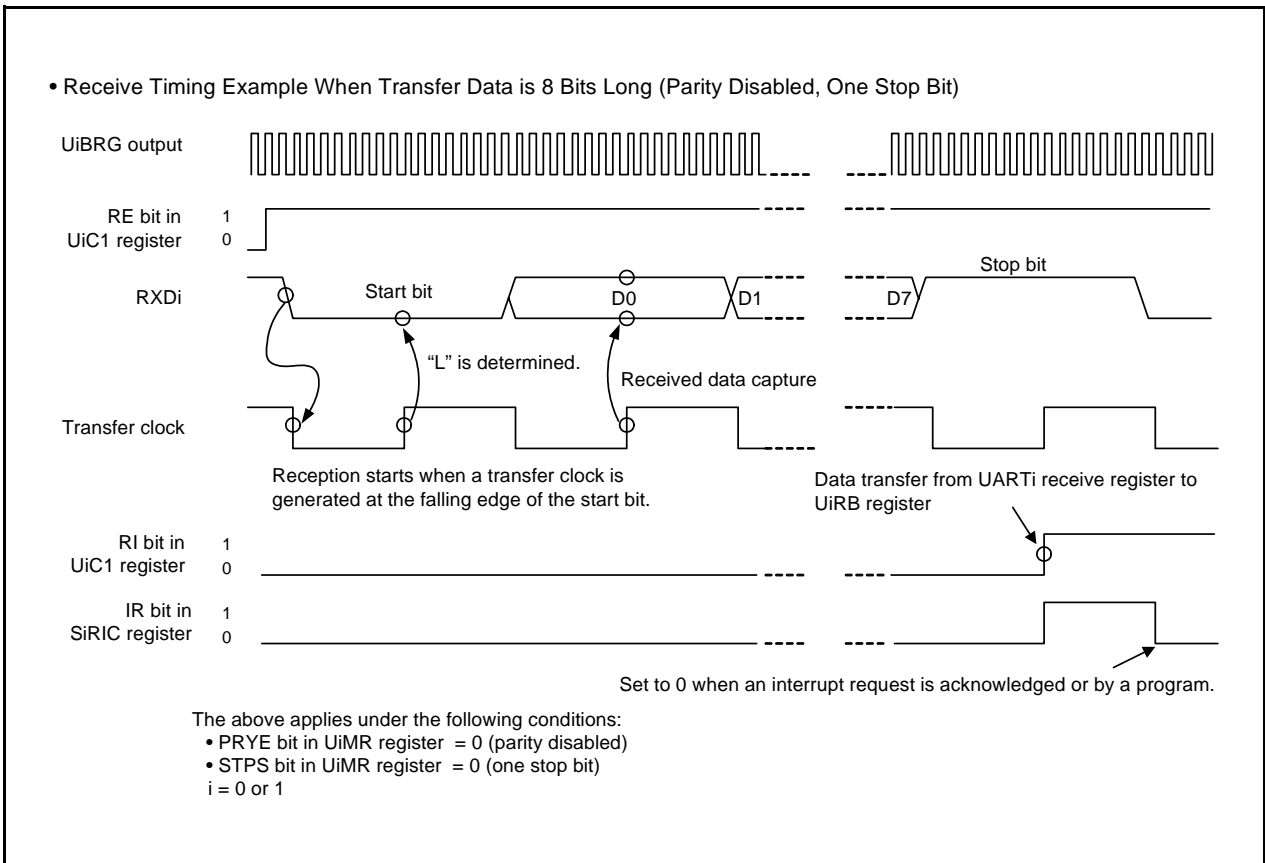 • Receive Timing Example When Transfer Data is 8 Bits Long (Parity Disabled, One Stop Bit)
UiBRG output
RE bit in
UiC1 register
1
0
RXDi
Start bit
D0
D1
D7
Stop bit
“L” is determined.
Received data capture
Transfer clock
Reception starts when a transfer clock is
generated at the falling edge of the start bit.
Data transfer from UARTi receive register to
UiRB register
RI bit in
UiC1 register
1
0
IR bit in
SiRIC register
1
0
Set to 0 when an interrupt request is acknowledged or by a program.
The above applies under the following conditions:
• PRYE bit in UiMR register = 0 (parity disabled)
• STPS bit in UiMR register = 0 (one stop bit)
i = 0 or 1